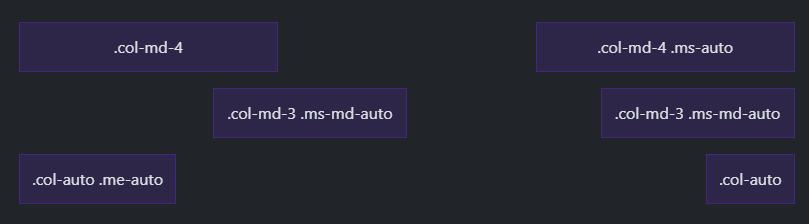 .col-md-4 .col-md-4 .ms-auto
.col-md-3 .ms-md-auto .col-md-3 .ms-md-auto
.col-auto .me-auto .col-auto